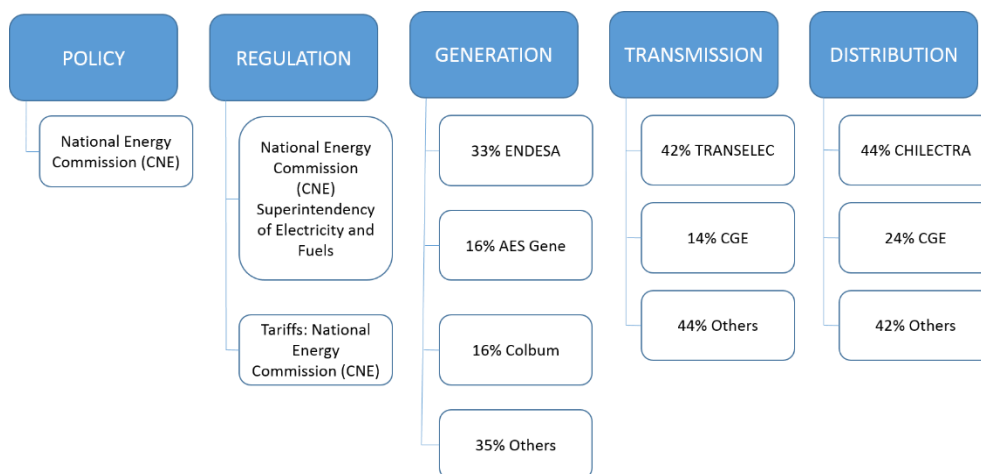 POLICY
National Energy
Commission (CNE)
REGULATION
National Energy
Commission
(CNE)
Superintendency
of Electricity and
Fuels
Tariffs: National
Energy
Commission (CNE)
GENERATION
33% ENDESA
16% AES Gene
16% Colbum
35% Others
TRANSMISSION
42% TRANSELEC
14% CGE
44% Others
DISTRIBUTION
44% CHILECTRA
24% CGE
42% Others